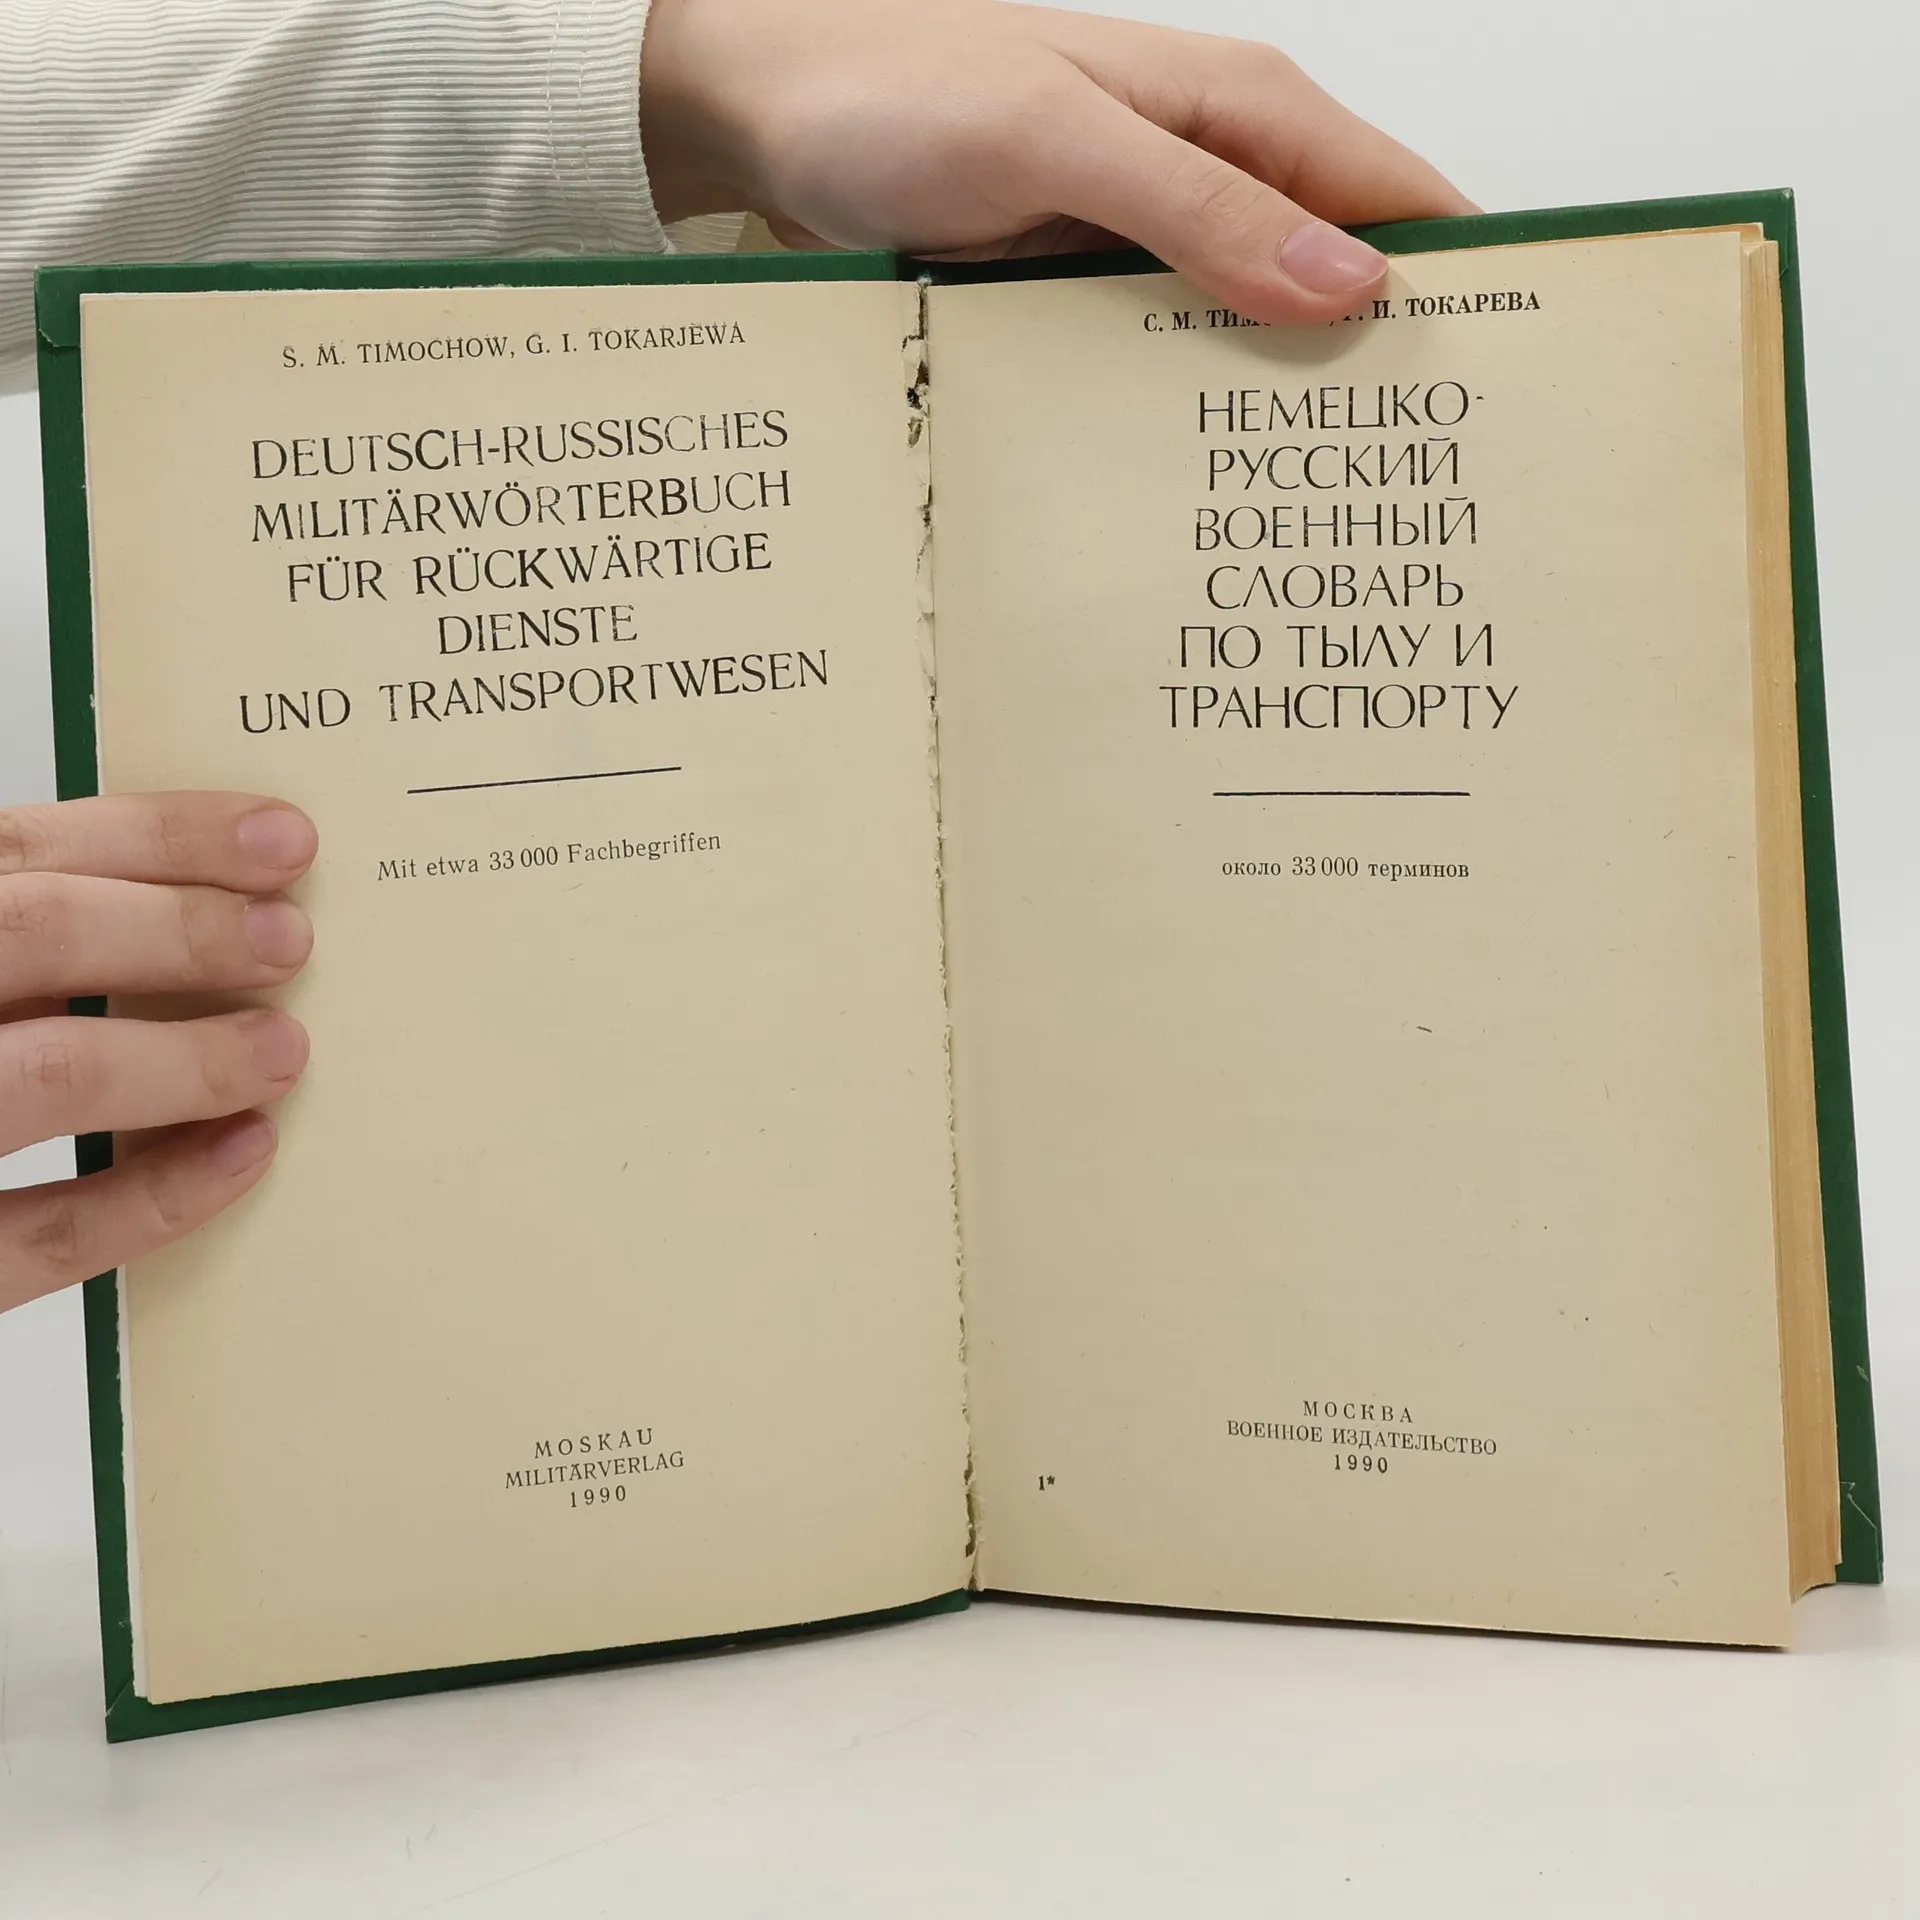 S. M. TIMOCHOW, G. I. TOKARJEWA
DEUTSCH-RUSSISCHES
MILITÄRWÖRTERBUCH
FÜR RÜCKWÄRTIGE
DIENSTE
UND TRANSPORTWESEN
Mit etwa 33 000 Fachbegriffen
MOSKAU
MILITÄRVERLAG
1990
С. М. И. ТОКАРЕВА
НЕМЕЦКО-
РУССКИЙ
ВОЕННЫЙ
СЛОВАРЬ
ПО ТЫЛУ И
ТРАНСПОРТУ
около 33 000 терминов
МОСКВА
ВОЕННОЕ ИЗДАТЕЛЬСТВО
1990
1*